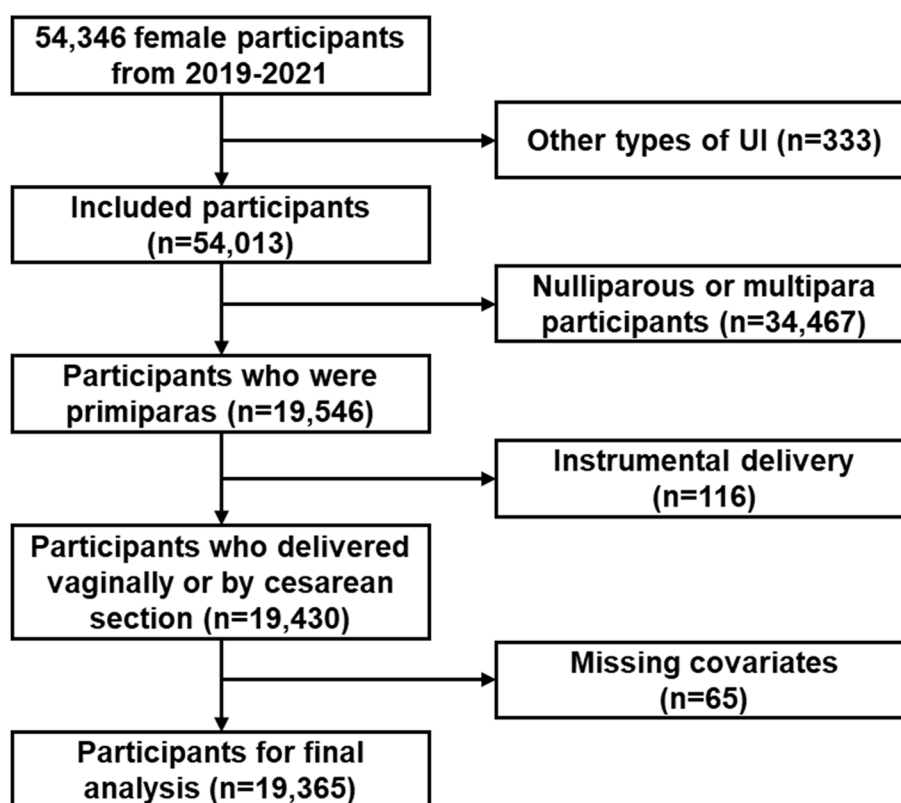 54,346 female participants
from 2019-2021
Other types of UI (n=333)
Included participants
(n=54,013)
Nulliparous or multipara
participants (n=34,467)
Participants who were
primiparas (n=19,546)
Instrumental delivery
(n=116)
Participants who delivered
vaginally or by cesarean
section (n=19,430)
Missing covariates
(n=65)
Participants for final
analysis (n=19,365)